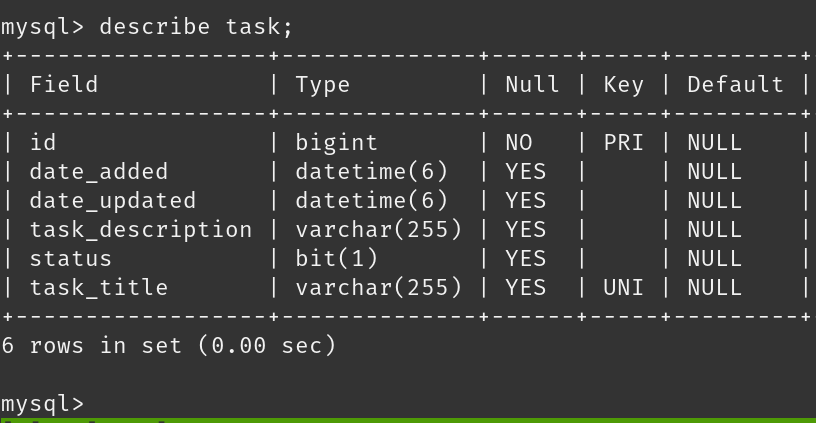 mysql> describe task;
+------------------+--------------+------+-----+---------+
| Field            | Type         | Null | Key | Default |
+------------------+--------------+------+-----+---------+
| id               | bigint       | NO   | PRI | NULL    |
| date_added       | datetime(6)  | YES  |     | NULL    |
| date_updated     | datetime(6)  | YES  |     | NULL    |
| task_description | varchar(255) | YES  |     | NULL    |
| status           | bit(1)       | YES  |     | NULL    |
| task_title       | varchar(255) | YES  | UNI | NULL    |
+------------------+--------------+------+-----+---------+
6 rows in set (0.00 sec)
mysql>